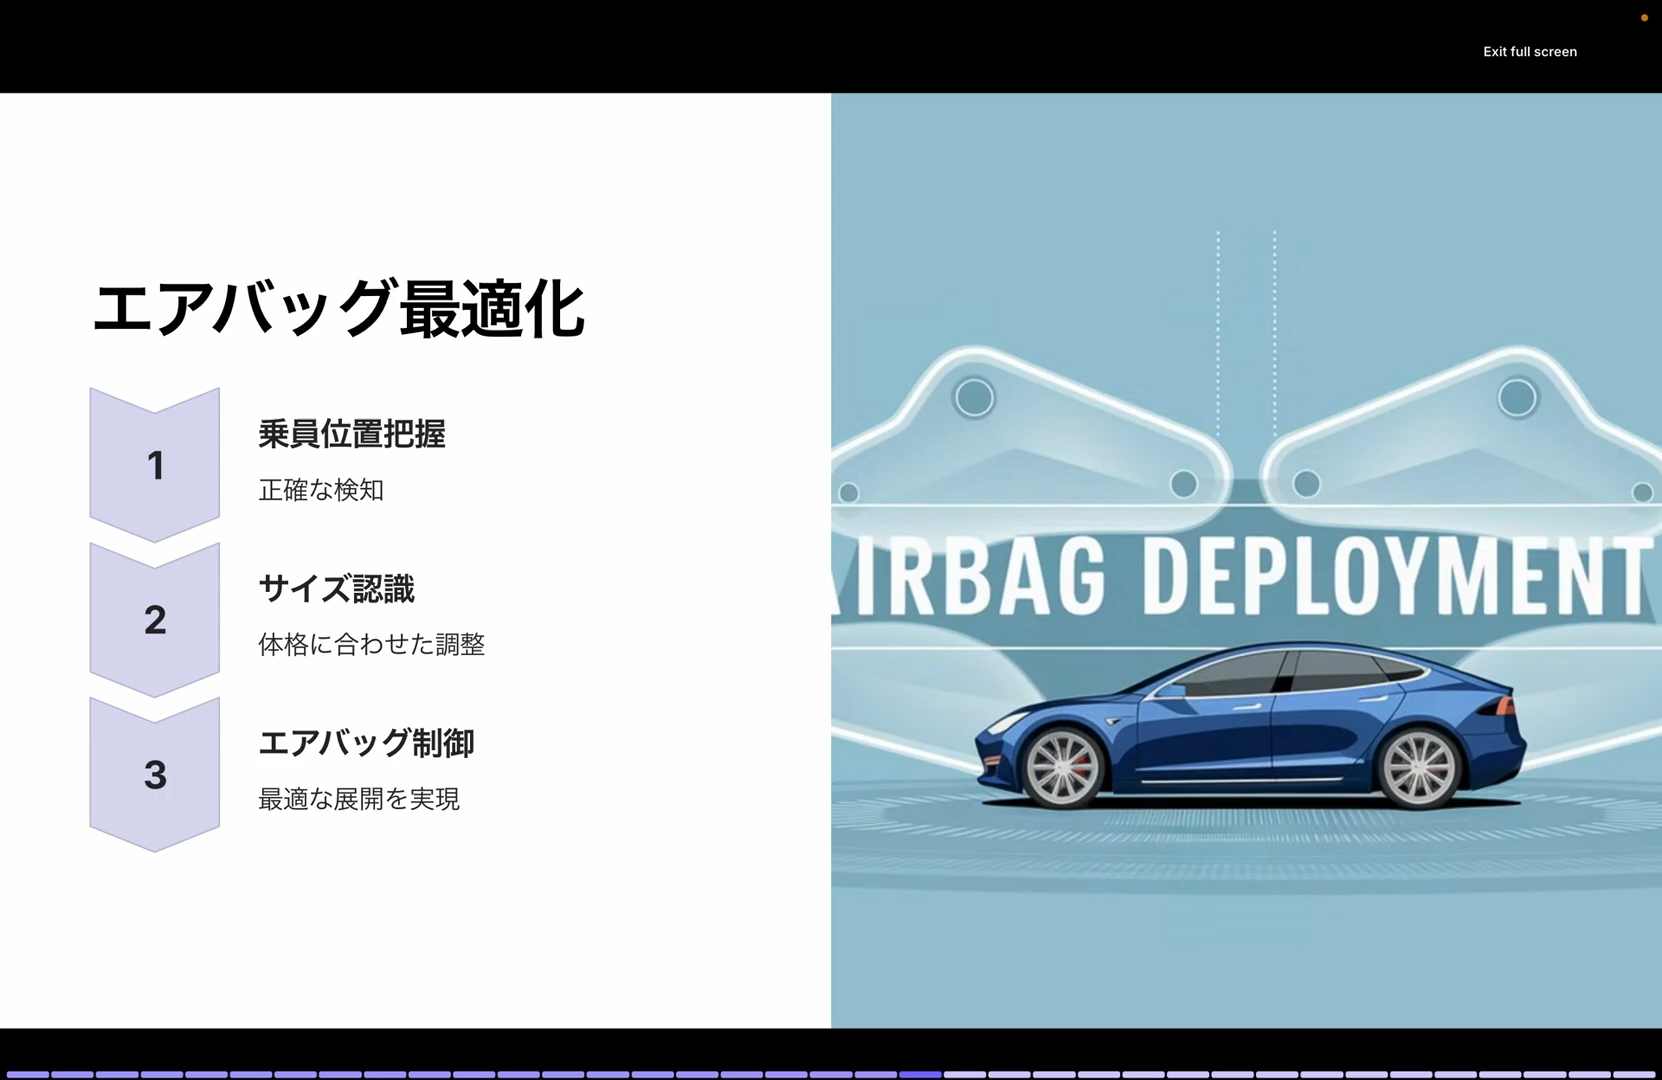 Exit full screen
エアバッグ最適化
1
乗員位置把握
正確な検知
2
サイズ認識
体格に合わせた調整
3
エアバッグ制御
最適な展開を実現
AIRBAG DEPLOYMENT